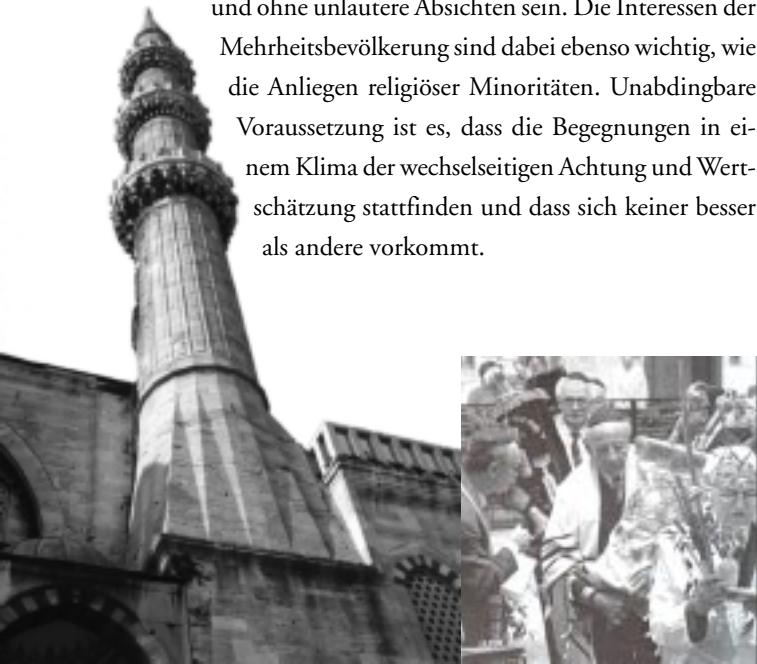 und ohne unlautere Absichten sein. Die Interessen der
Mehrheitsbevölkerung sind dabei ebenso wichtig, wie
die Anliegen religiöser Minoritäten. Unabdingbare
Voraussetzung ist es, dass die Begegnungen in ei-
nem Klima der wechselseitigen Achtung und Wert-
schätzung stattfinden und dass sich keiner besser
als andere vorkommt.